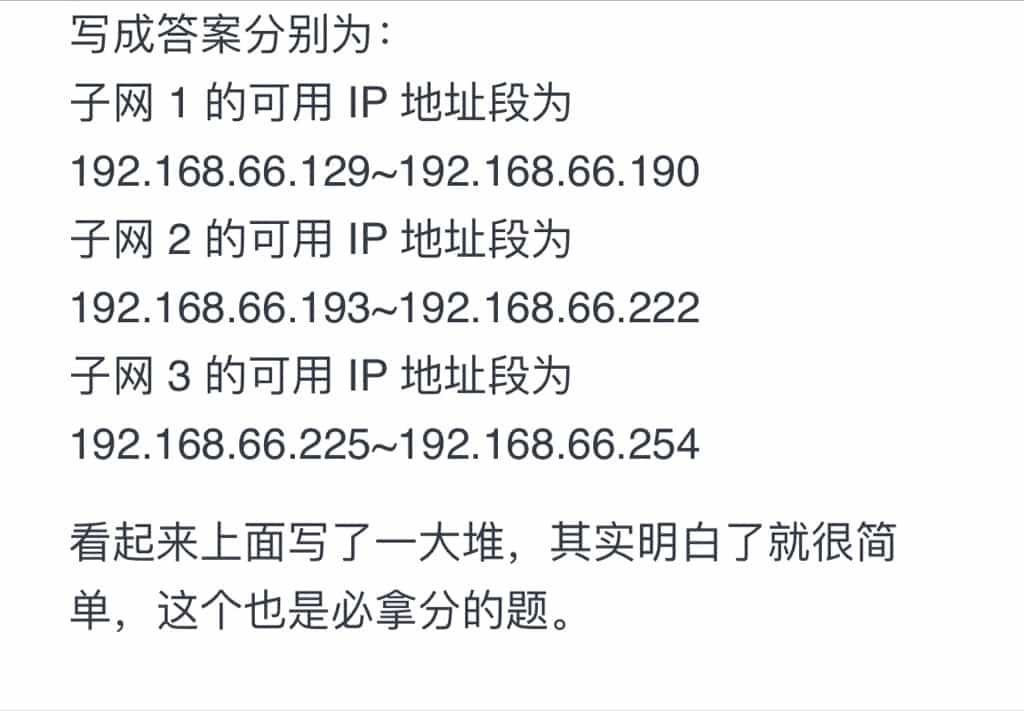 写成答案分别为：
子网 1 的可用 IP 地址段为
192.168.66.129~192.168.66.190
子网 2 的可用 IP 地址段为
192.168.66.193~192.168.66.222
子网 3 的可用 IP 地址段为
192.168.66.225~192.168.66.254
看起来上面写了一大堆，其实明白了就很简
单，这个也是必拿分的题。